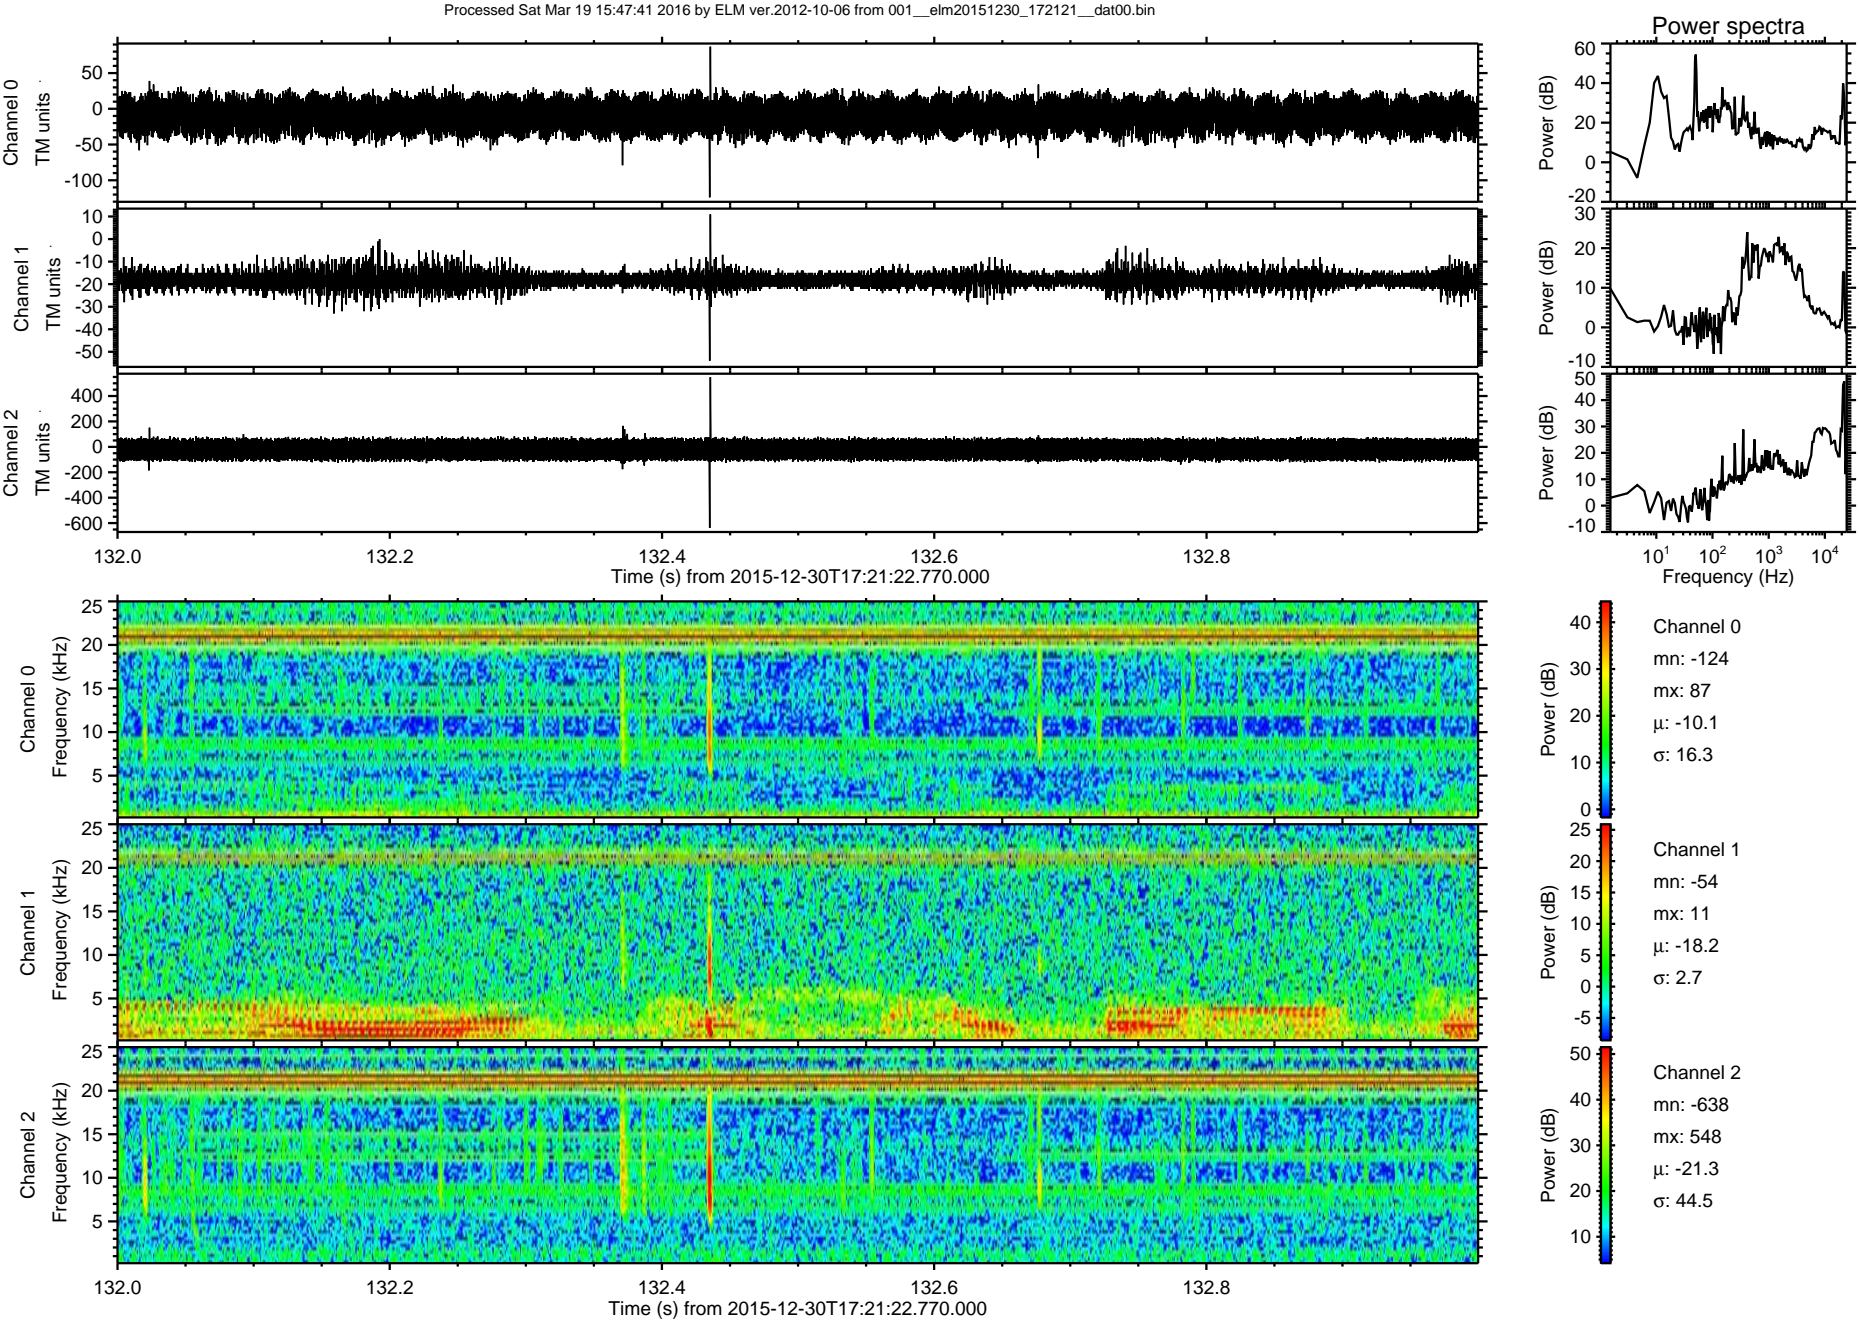 Processed Sat Mar 19 15:47:41 2016 by ELM ver.2012-10-06 from 001__elm20151230_172121__dat00.bin
Power spectra
Channel 0
TM units
50
0
-50
-100
Power (dB)
60
40
20
0
-20
Channel 1
TM units
10
0
-10
-20
-30
-40
-50
Power (dB)
30
20
10
0
-10
Channel 2
TM units
400
200
0
-200
-400
-600
Power (dB)
50
40
30
20
10
0
-10
132.0 132.2 132.4 132.6 132.8
Time (s) from 2015-12-30T17:21:22.770.000
10¹ 10² 10³ 10⁴
Frequency (Hz)
Channel 0
Frequency (kHz)
25
20
15
10
5
Power (dB)
40
30
20
10
0
Channel 0
mn: -124
mx: 87
μ: -10.1
σ: 16.3
Channel 1
Frequency (kHz)
25
20
15
10
5
Power (dB)
25
20
15
10
5
0
-5
Channel 1
mn: -54
mx: 11
μ: -18.2
σ: 2.7
Channel 2
Frequency (kHz)
25
20
15
10
5
Power (dB)
50
40
30
20
10
Channel 2
mn: -638
mx: 548
μ: -21.3
σ: 44.5
132.0 132.2 132.4 132.6 132.8
Time (s) from 2015-12-30T17:21:22.770.000